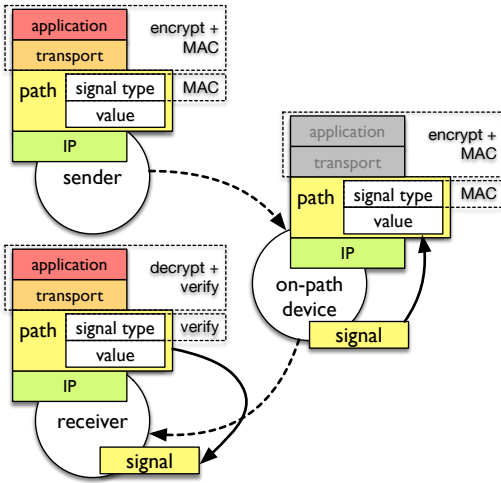 application
encrypt +
MAC
transport
path
signal type
MAC
value
IP
sender
application
encrypt +
MAC
transport
path
signal type
MAC
value
IP
on-path
device
signal
application
decrypt +
verify
transport
path
signal type
verify
value
IP
receiver
signal